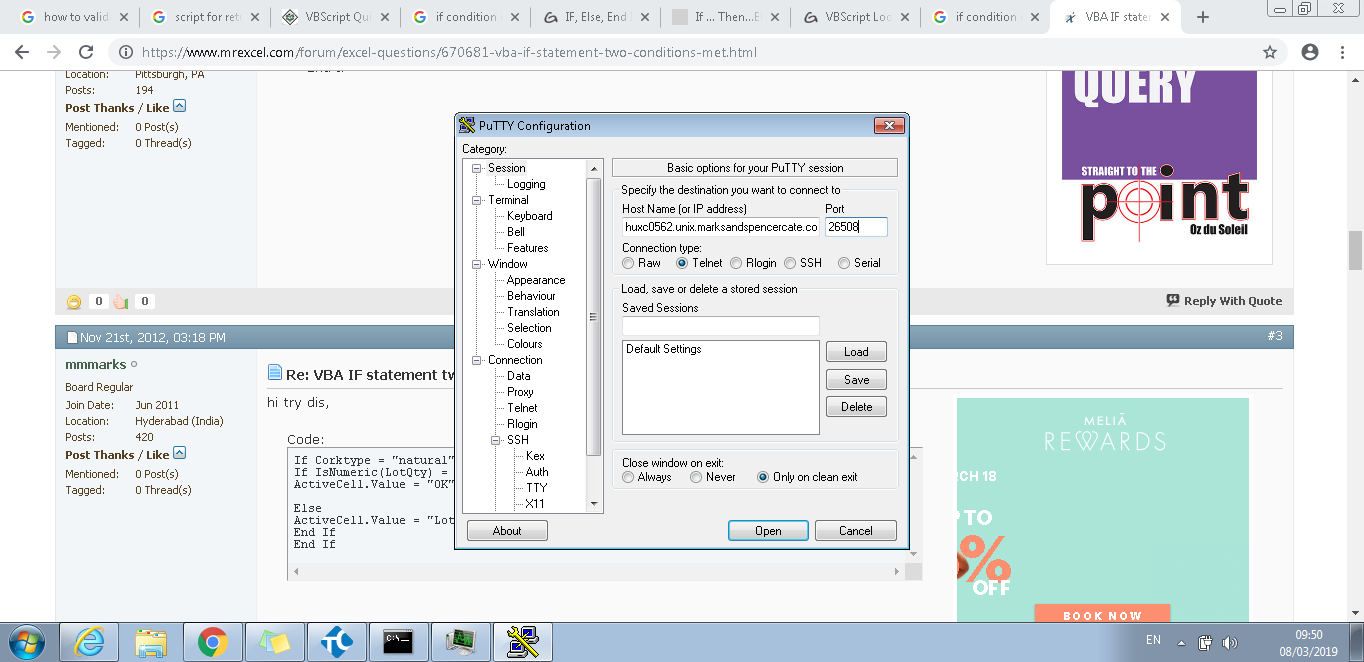 how to valid
script for ret
VBScript Qui
if condition
IF, Else, End
If ... Then...E
VBScript Loo
if condition
VBA IF state
https://www.mrexcel.com/forum/excel-questions/670681-vba-if-statement-two-conditions-met.html
Location: Pittsburgh, PA
Posts: 194
Post Thanks / Like
Mentioned: 0 Post(s)
Tagged: 0 Thread(s)
QUERY
STRAIGHT TO THE
point
Oz du Soleil
0 0
Reply With Quote
Nov 21st, 2012, 03:18 PM
#3
mmmarks
Board Regular
Join Date: Jun 2011
Location: Hyderabad (India)
Posts: 420
Post Thanks / Like
Mentioned: 0 Post(s)
Tagged: 0 Thread(s)
Re: VBA IF statement tw
hi try dis,
Code:
If Corktype = "natural"
If IsNumeric(LotQty) =
ActiveCell.Value = "OK"
Else
ActiveCell.Value = "Lot
End If
End If
PuTTY Configuration
Category:
Session
Logging
Terminal
Keyboard
Bell
Features
Window
Appearance
Behaviour
Translation
Selection
Colours
Connection
Data
Proxy
Telnet
Rlogin
SSH
Kex
Auth
TTY
X11
Basic options for your PuTTY session
Specify the destination you want to connect to
Host Name (or IP address) Port
huxc0562.unix.marksandspencercate.co 26508
Connection type:
Raw Telnet Rlogin SSH Serial
Load, save or delete a stored session
Saved Sessions
Default Settings
Load
Save
Delete
Close window on exit:
Always Never Only on clean exit
About Open Cancel
MELIÃ
REWARDS
RCH 18
TO
%
OFF
BOOK NOW
EN
09:50
08/03/2019